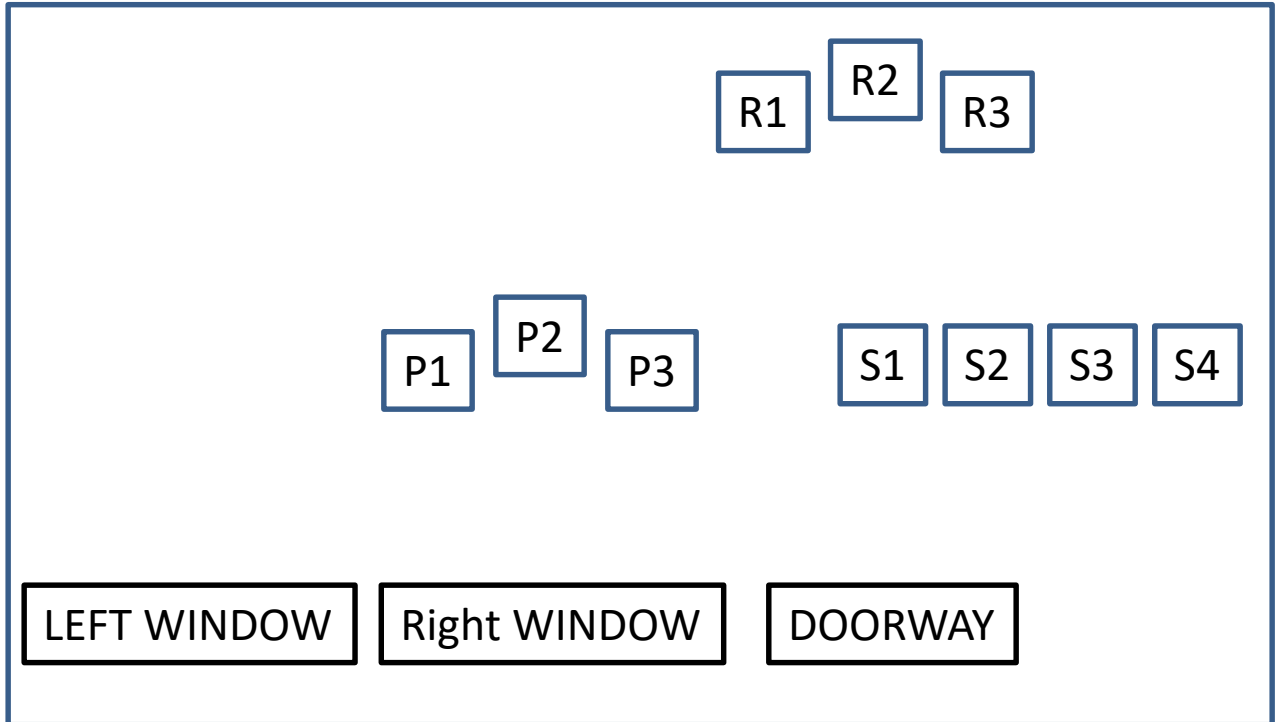 R1
R2
R3
P1
P2
P3
S1
S2
S3
S4
LEFT WINDOW
Right WINDOW
DOORWAY